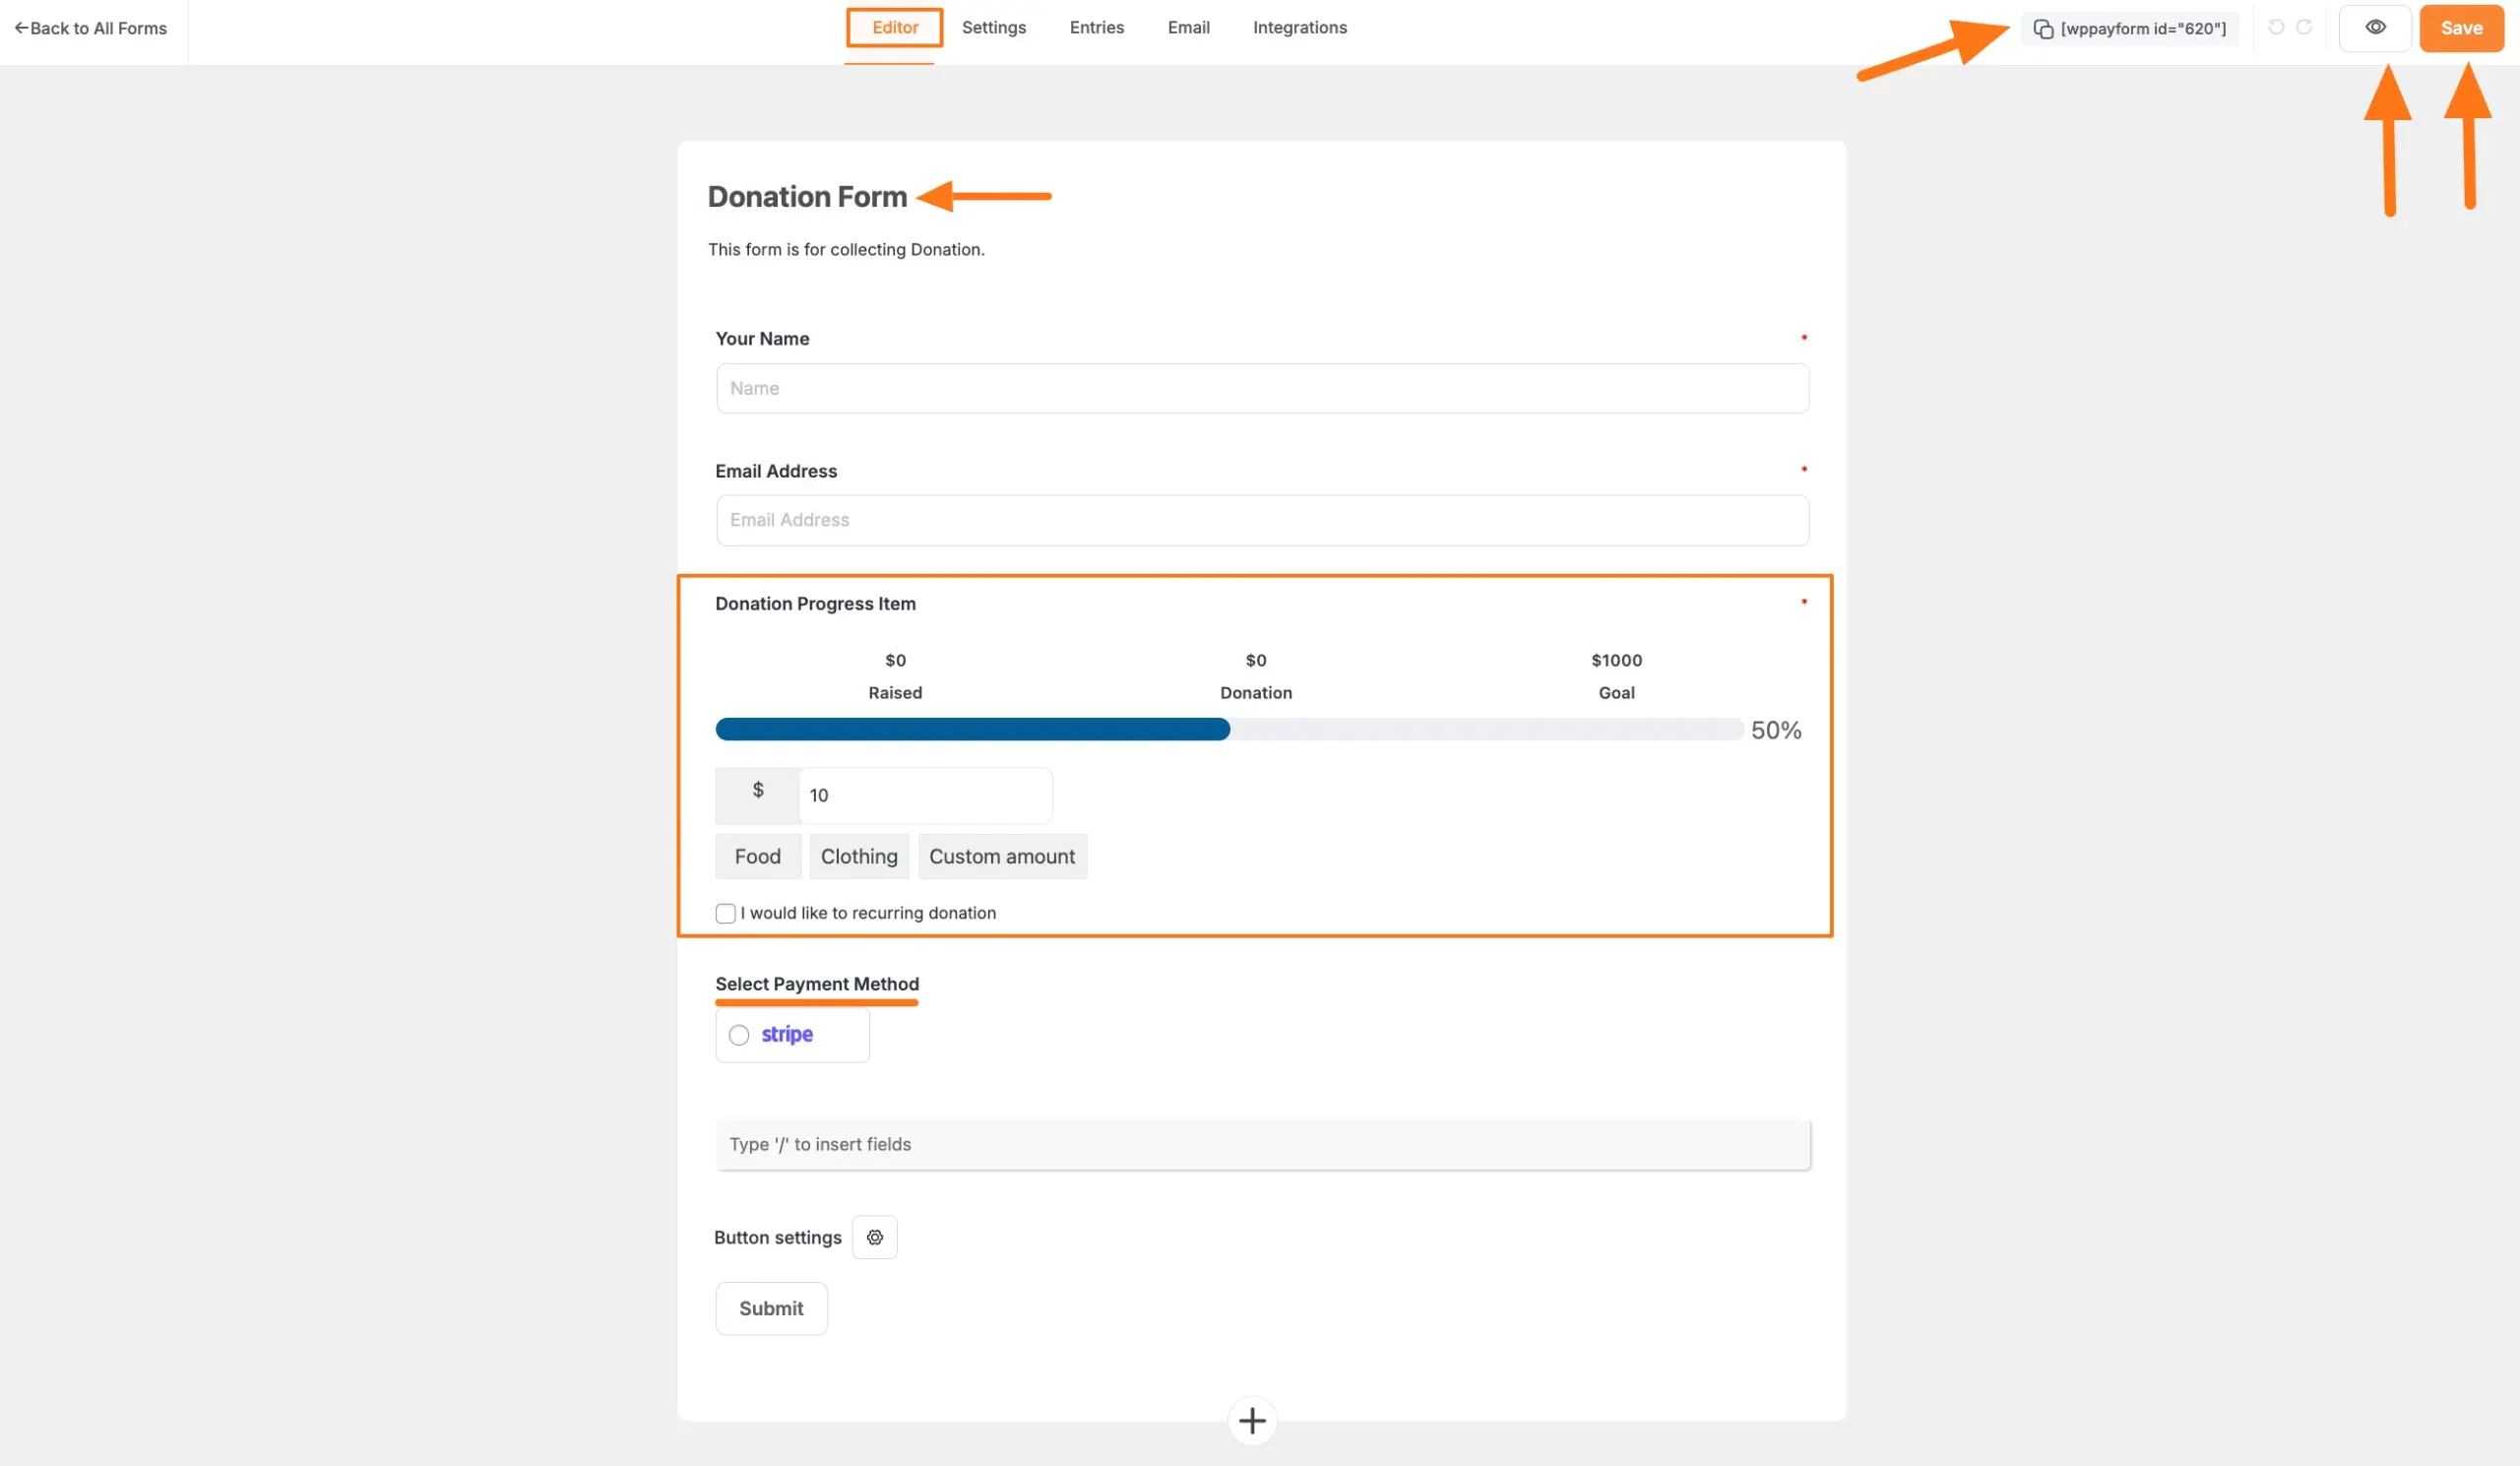 ←Back to All Forms
Editor
Settings
Entries
Email
Integrations
[wppayform id="620"]
Save
Donation Form
This form is for collecting Donation.
Your Name *
Name
Email Address *
Email Address
Donation Progress Item *
$0 $0 $1000
Raised Donation Goal
50%
$ 10
Food Clothing Custom amount
I would like to recurring donation
Select Payment Method
stripe
Type '/' to insert fields
Button settings
Submit